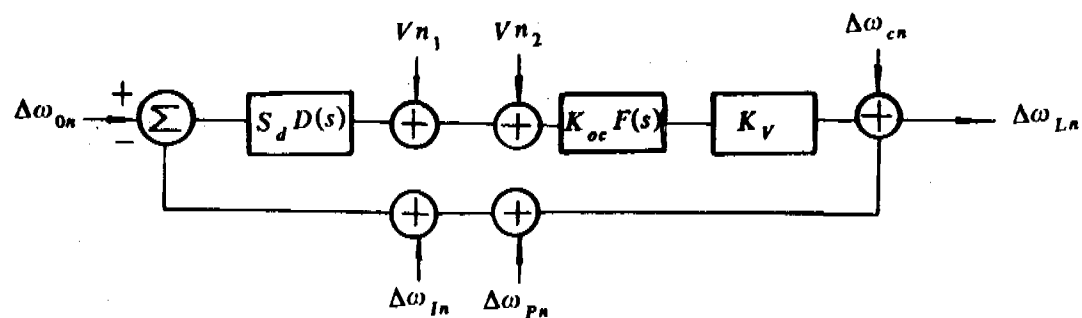 Vn₁ Vn₂ Δω_cn
Δω_0n + − Σ S_d D(s) + + K_oc F(s) K_V + Δω_Ln
+ +
Δω_In Δω_Pn